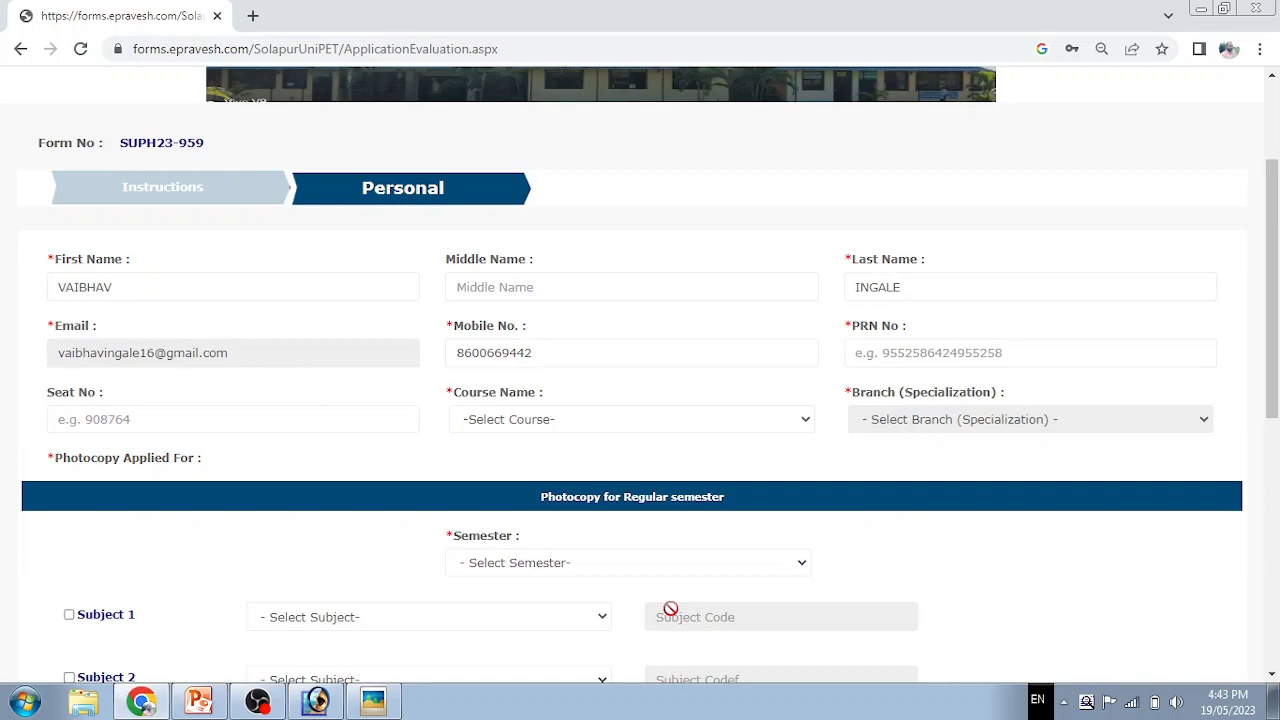 https://forms.epravesh.com/Sola
forms.epravesh.com/SolapurUniPET/ApplicationEvaluation.aspx
Form No : SUPH23-959
Instructions Personal
*First Name : Middle Name : *Last Name :
VAIBHAV Middle Name INGALE
*Email : *Mobile No. : *PRN No :
vaibhavingale16@gmail.com 8600669442 e.g. 9552586424955258
Seat No : *Course Name : *Branch (Specialization) :
e.g. 908764 -Select Course- - Select Branch (Specialization) -
*Photocopy Applied For :
Photocopy for Regular semester
*Semester :
- Select Semester-
Subject 1 - Select Subject- Subject Code
Subject 2 - Select Subject- Subject Codef
EN 4:43 PM
19/05/2023